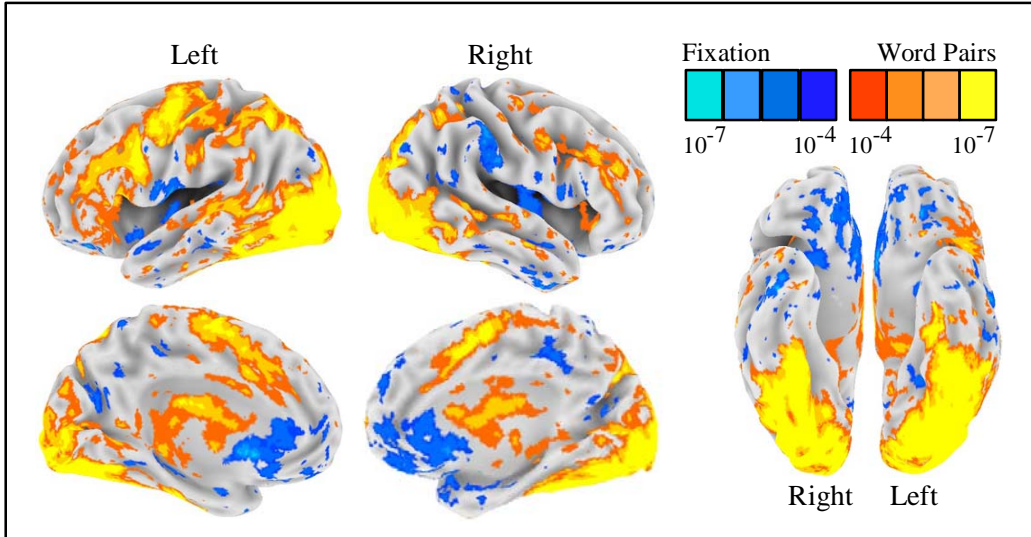 Left
Right
Fixation
Word Pairs
10⁻⁷
10⁻⁴
10⁻⁴
10⁻⁷
Right
Left